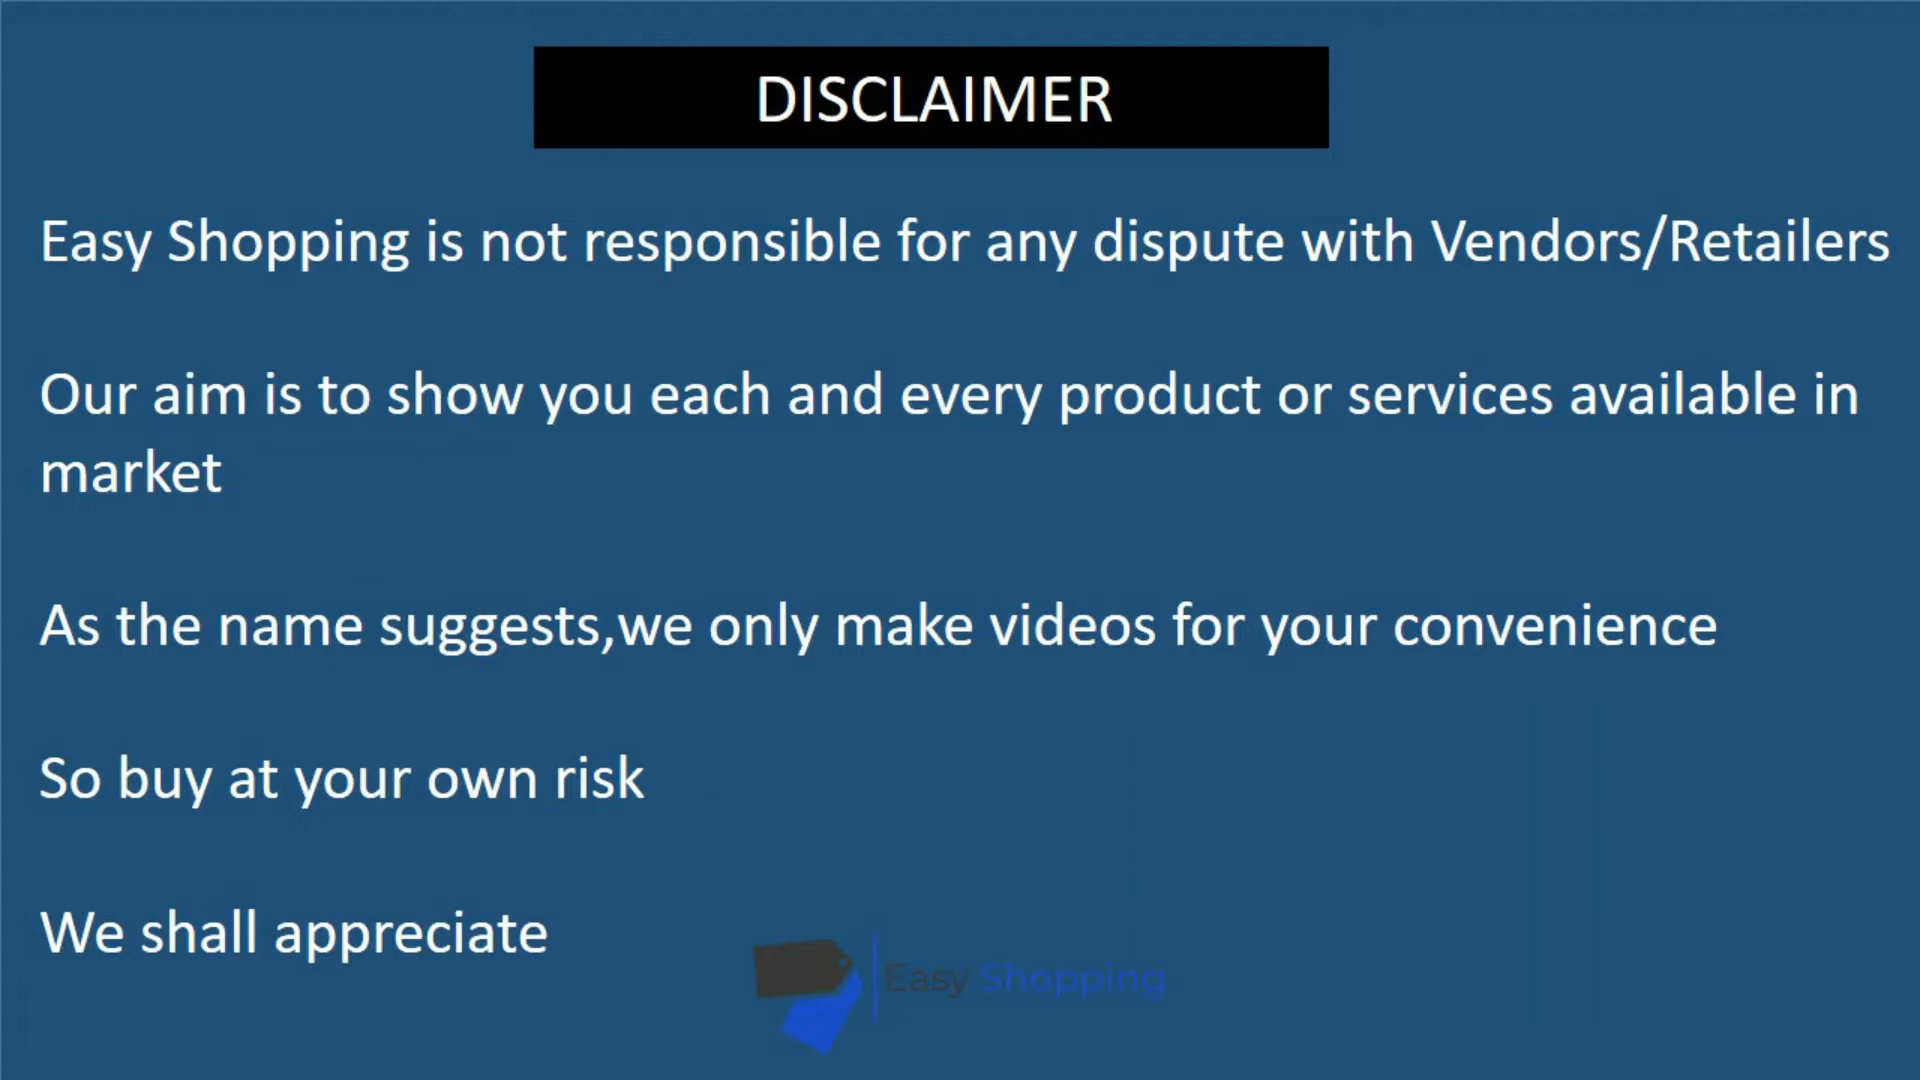 DISCLAIMER
Easy Shopping is not responsible for any dispute with Vendors/Retailers
Our aim is to show you each and every product or services available in
market
As the name suggests,we only make videos for your convenience
So buy at your own risk
We shall appreciate
Easy Shopping